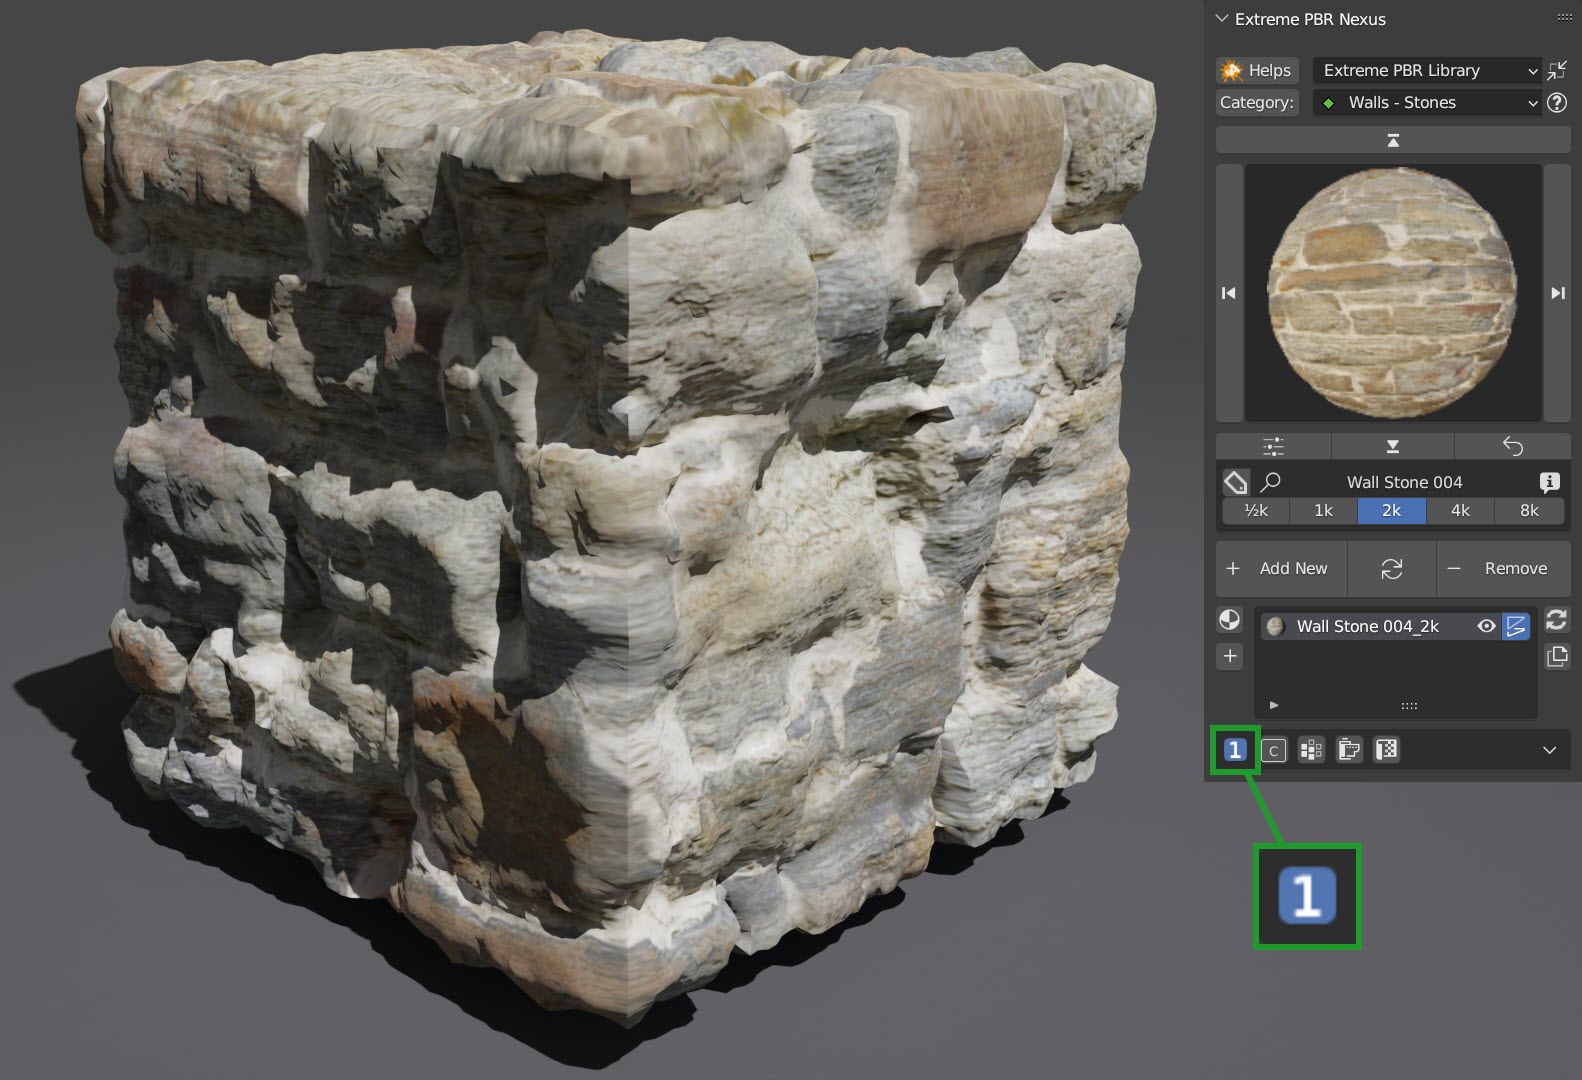 Extreme PBR Nexus
Helps Extreme PBR Library
Category: Walls - Stones
Wall Stone 004
½k 1k 2k 4k 8k
+ Add New − Remove
Wall Stone 004_2k
1 C
1